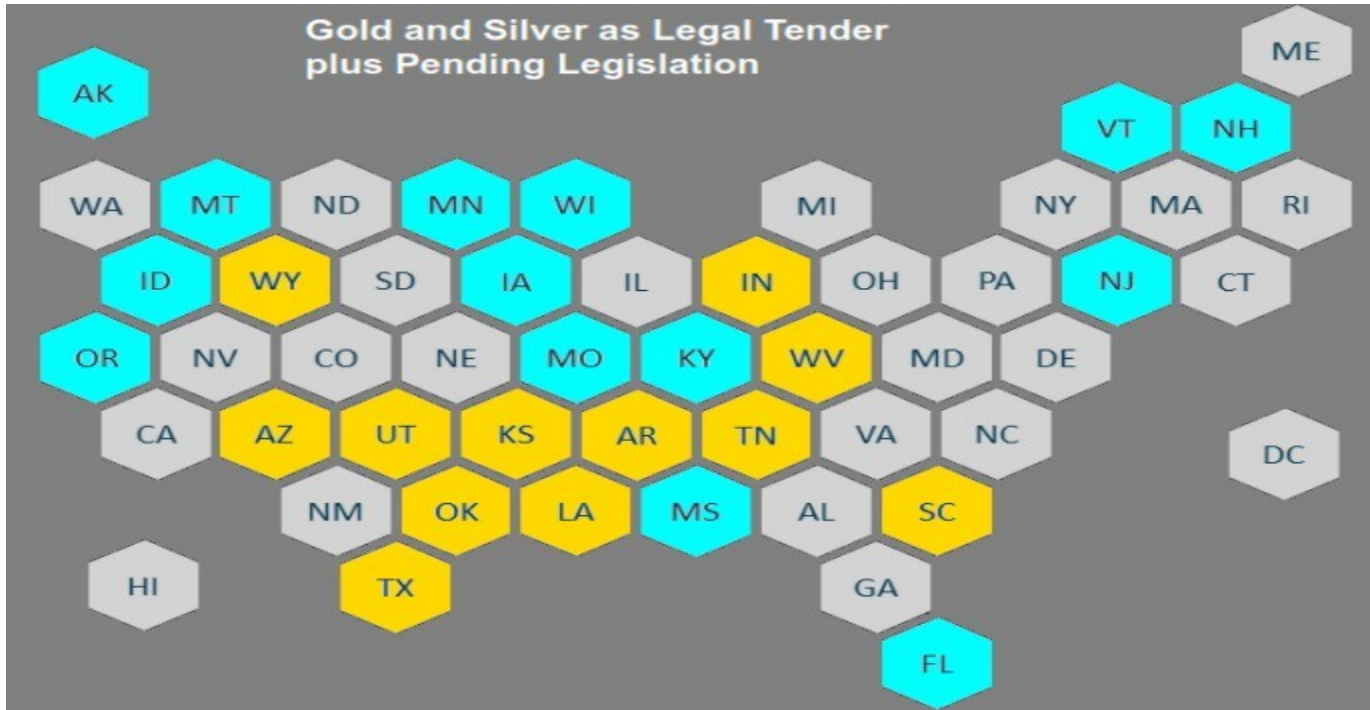 Gold and Silver as Legal Tender
plus Pending Legislation
ME
AK
VT NH
WA MT ND MN WI MI NY MA RI
ID WY SD IA IL IN OH PA NJ CT
OR NV CO NE MO KY WV MD DE
CA AZ UT KS AR TN VA NC
DC
NM OK LA MS AL SC
HI TX GA
FL